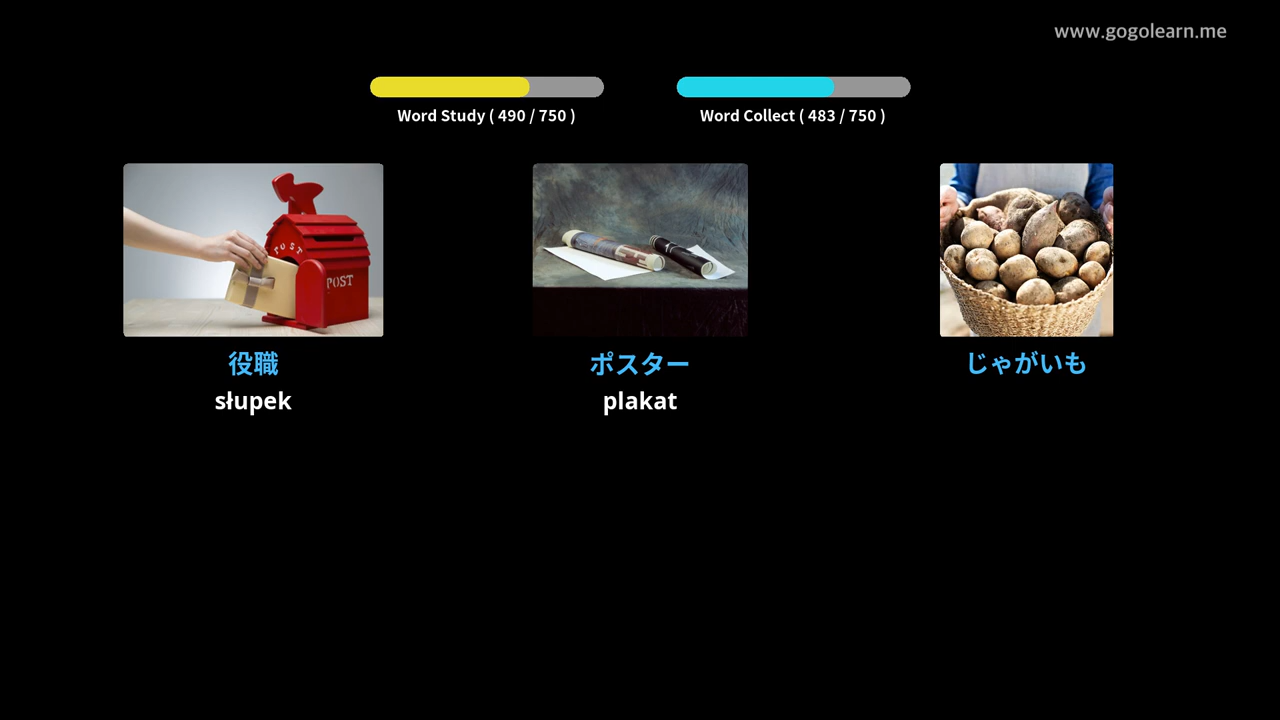 www.gogolearn.me
Word Study ( 490 / 750 )
Word Collect ( 483 / 750 )
POST
POST
役職
ポスター
じゃがいも
słupek
plakat